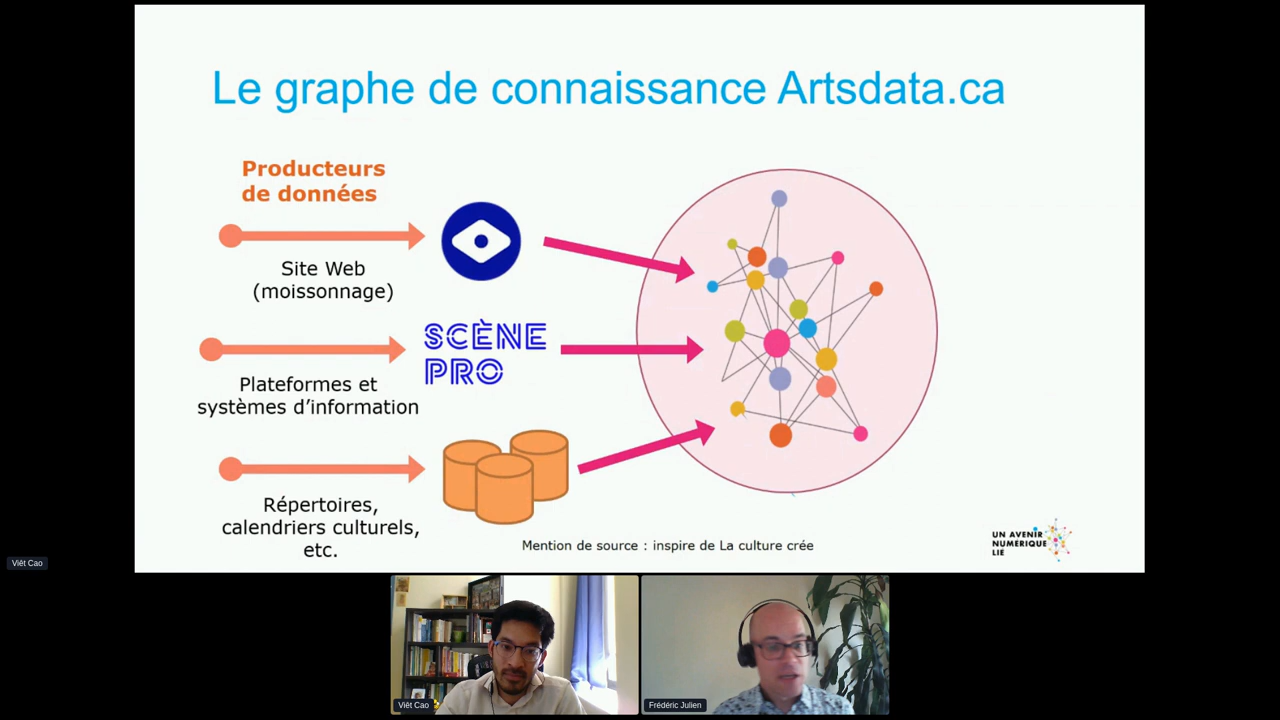 Le graphe de connaissance Artsdata.ca
Producteurs
de données
Site Web
(moissonnage)
SCÈNE
PRO
Plateformes et
systèmes d'information
Répertoires,
calendriers culturels,
etc.
Mention de source : inspire de La culture crée
UN AVENIR
NUMERIQUE
LIE
Viêt Cao
Viêt Cao
Frédéric Julien